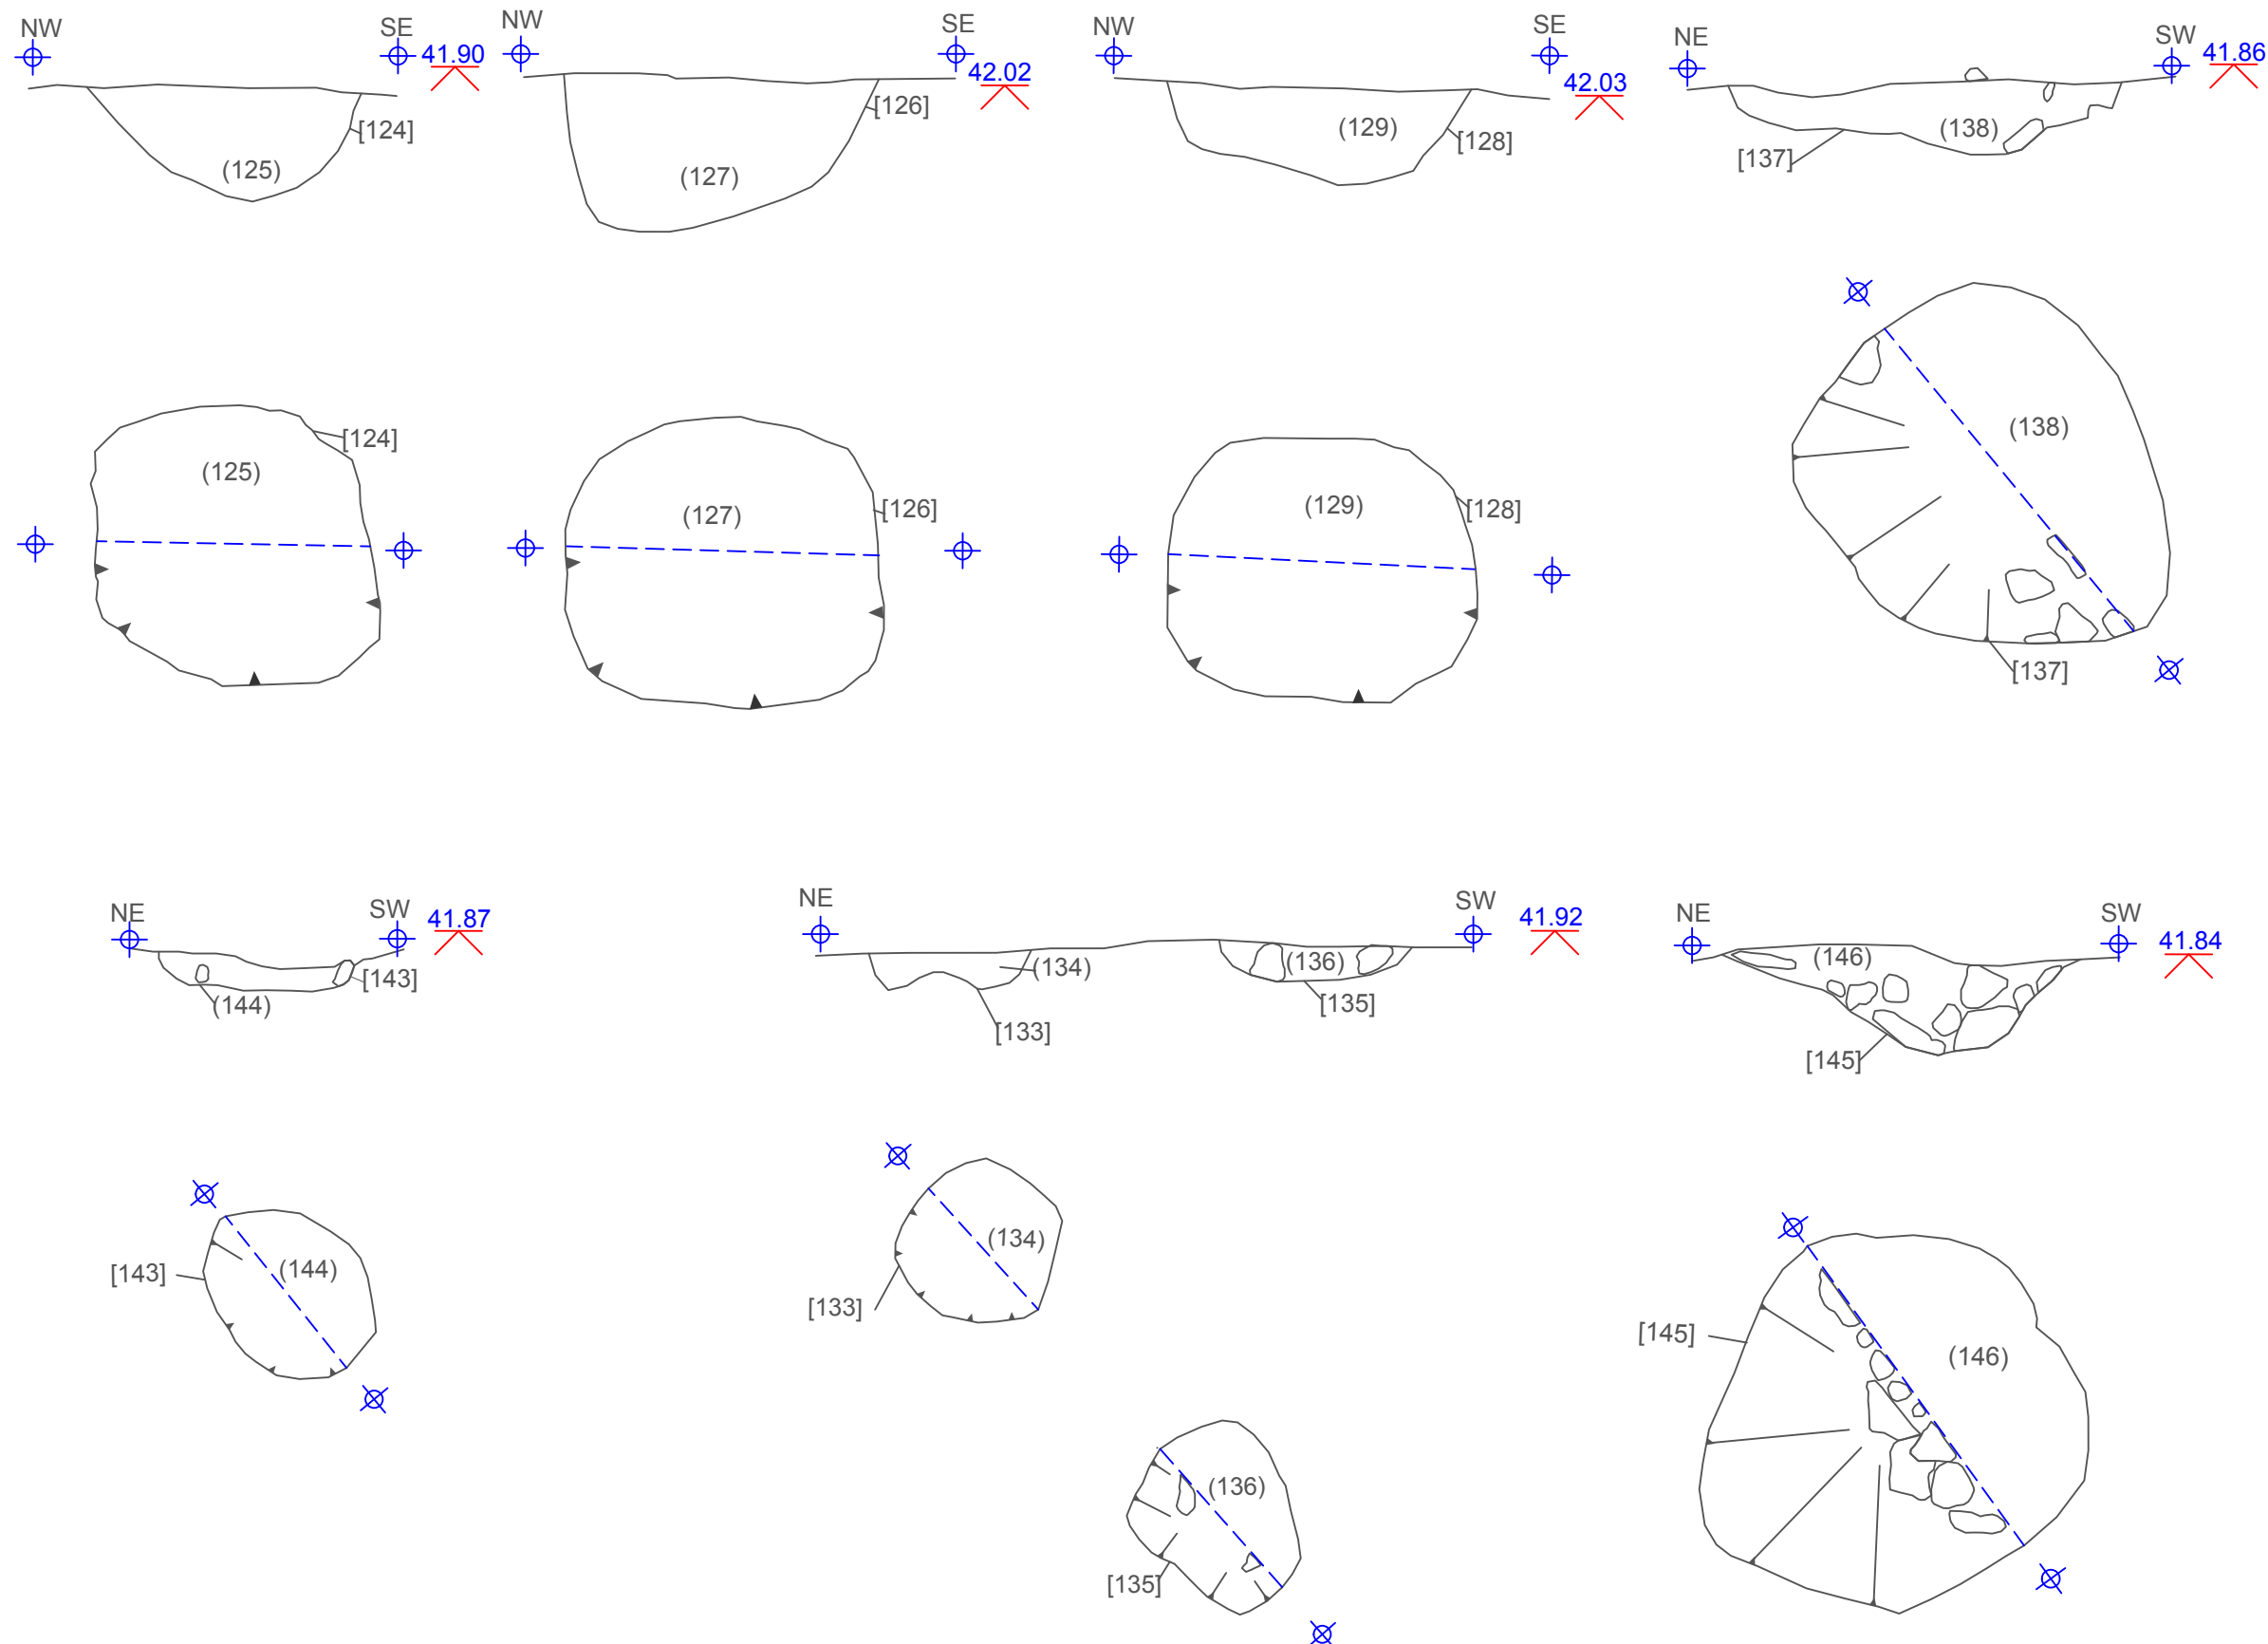 NW
SE
41.90
[124]
(125)
NW
SE
42.02
[126]
(127)
NW
SE
42.03
(129)
[128]
NE
SW
41.86
(138)
[137]
[124]
(125)
[126]
(127)
(129)
[128]
(138)
[137]
NE
SW
41.87
[143]
(144)
NE
SW
41.92
(134)
(136)
[133]
[135]
NE
SW
41.84
(146)
[145]
[143]
(144)
(134)
[133]
(136)
[135]
[145]
(146)